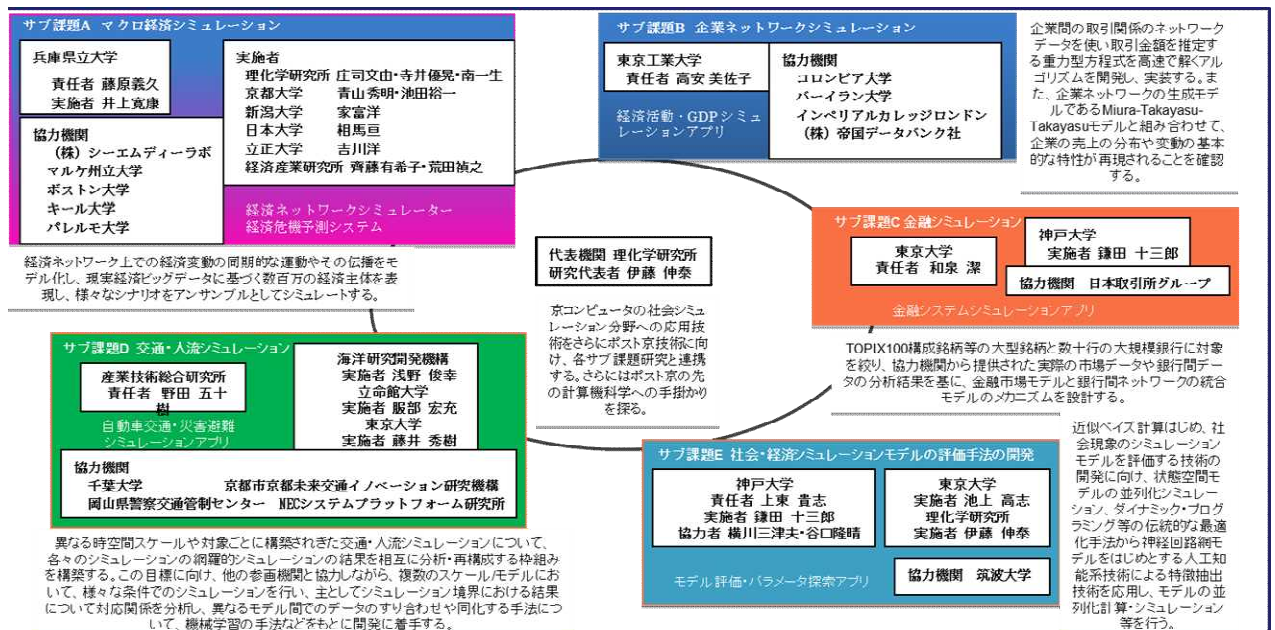 サブ課題A マクロ経済シミュレーション
兵庫県立大学
責任者 藤原義久
実施者 井上寛康
協力機関
(株) シーエムディーラボ
マルケ州立大学
ボストン大学
キール大学
パレルモ大学
実施者
理化学研究所 庄司文由・寺井優晃・南一生
京都大学 青山秀明・池田裕一
新潟大学 家富洋
日本大学 相馬亘
立正大学 吉川洋
経済産業研究所 齊藤有希子・荒田禎之
経済ネットワークシミュレーター
経済危機予測システム
経済ネットワーク上での経済変動の同期的な運動やその伝播をモ
デル化し、現実経済ビッグデータに基づく数百万の経済主体を表
現し、様々なシナリオをアンサンブルとしてシミュレートする。
サブ課題B 企業ネットワークシミュレーション
東京工業大学
責任者 高安 美佐子
経済活動・GDPシミュ
レーションアプリ
協力機関
コロンビア大学
バーイラン大学
インペリアルカレッジロンドン
(株) 帝国データバンク社
企業間の取引関係のネットワーク
データを使い取引金額を推定す
る重力型方程式を高速で解くアル
ゴリズムを開発し、実装する。ま
た、企業ネットワークの生成モデ
ルであるMiura-Takayasu-
Takayasuモデルと組み合わせて、
企業の売上の分布や変動の基本
的な特性が再現されることを確認
する。
代表機関 理化学研究所
研究代表者 伊藤 伸泰
京コンピュータの社会シミュ
レーション分野への応用技
術をさらにポスト京技術に向
け、各サブ課題研究と連携
する。さらにはポスト京の先
の計算機科学への手掛かり
を探る。
サブ課題C 金融シミュレーション
東京大学
責任者 和泉 潔
神戸大学
実施者 鎌田 十三郎
協力機関 日本取引所グループ
金融システムシミュレーションアプリ
TOPIX100構成銘柄等の大型銘柄と数十行の大規模銀行に対象
を絞り、協力機関から提供された実際の市場データや銀行間デー
タの分析結果を基に、金融市場モデルと銀行間ネットワークの統合
モデルのメカニズムを設計する。
サブ課題D 交通・人流シミュレーション
産業技術総合研究所
責任者 野田 五十
樹
自動車交通・災害避難
シミュレーションアプリ
海洋研究開発機構
実施者 浅野 俊幸
立命館大学
実施者 服部 宏充
東京大学
実施者 藤井 秀樹
協力機関
千葉大学 京都市京都未来交通イノベーション研究機構
岡山県警察交通管制センター NECシステムプラットフォーム研究所
異なる時空間スケールや対象ごとに構築されきた交通・人流シミュレーションについて、
各々のシミュレーションの網羅的シミュレーションの結果を相互に分析・再構成する枠組み
を構築する。この目標に向け、他の参画機関と協力しながら、複数のスケール/モデルにお
いて、様々な条件でのシミュレーションを行い、主としてシミュレーション境界における結果
について対応関係を分析し、異なるモデル間でのデータのすり合わせや同化する手法につ
いて、機械学習の手法などをもとに開発に着手する。
サブ課題E 社会・経済シミュレーションモデルの評価手法の開発
神戸大学
責任者 上東 貴志
実施者 鎌田 十三郎
協力者 横川三津夫・谷口隆晴
東京大学
実施者 池上 高志
理化学研究所
実施者 伊藤 伸泰
モデル評価・パラメータ探索アプリ
協力機関 筑波大学
近似ベイズ計算はじめ、社
会現象のシミュレーション
モデルを評価する技術の
開発に向け、状態空間モ
デルの並列化シミュレー
ション、ダイナミック・プログ
ラミング等の伝統的な最適
化手法から神経回路網モ
デルをはじめとする人工知
能系技術による特徴抽出
技術を応用し、モデルの並
列化計算・シミュレーション
等を行う。